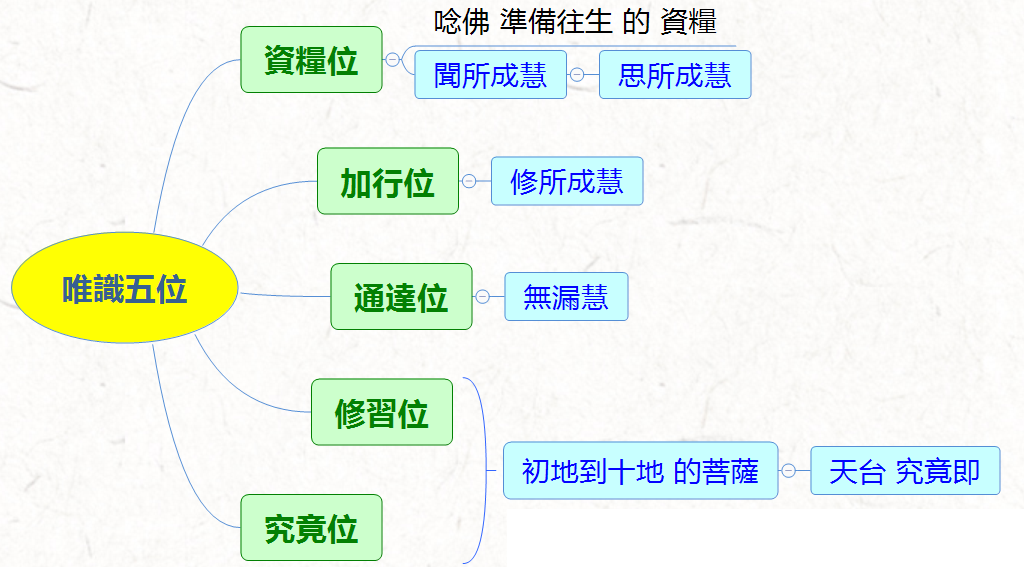 唸佛 準備往生 的 資糧
資糧位
聞所成慧
思所成慧
加行位
修所成慧
唯識五位
通達位
無漏慧
修習位
初地到十地 的菩薩
天台 究竟即
究竟位